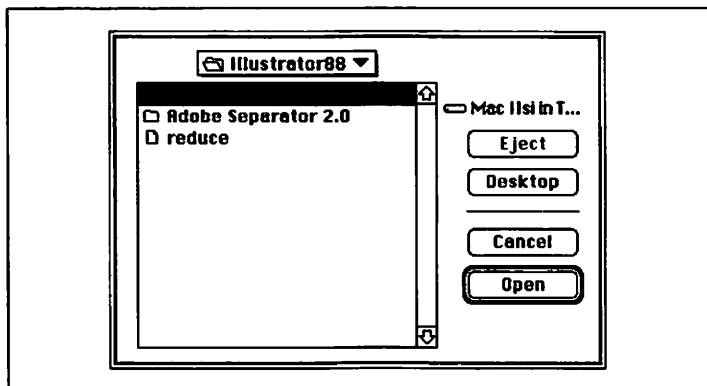 Illustrator88
Mac IIsi in T...
Adobe Separator 2.0
reduce
Eject
Desktop
Cancel
Open